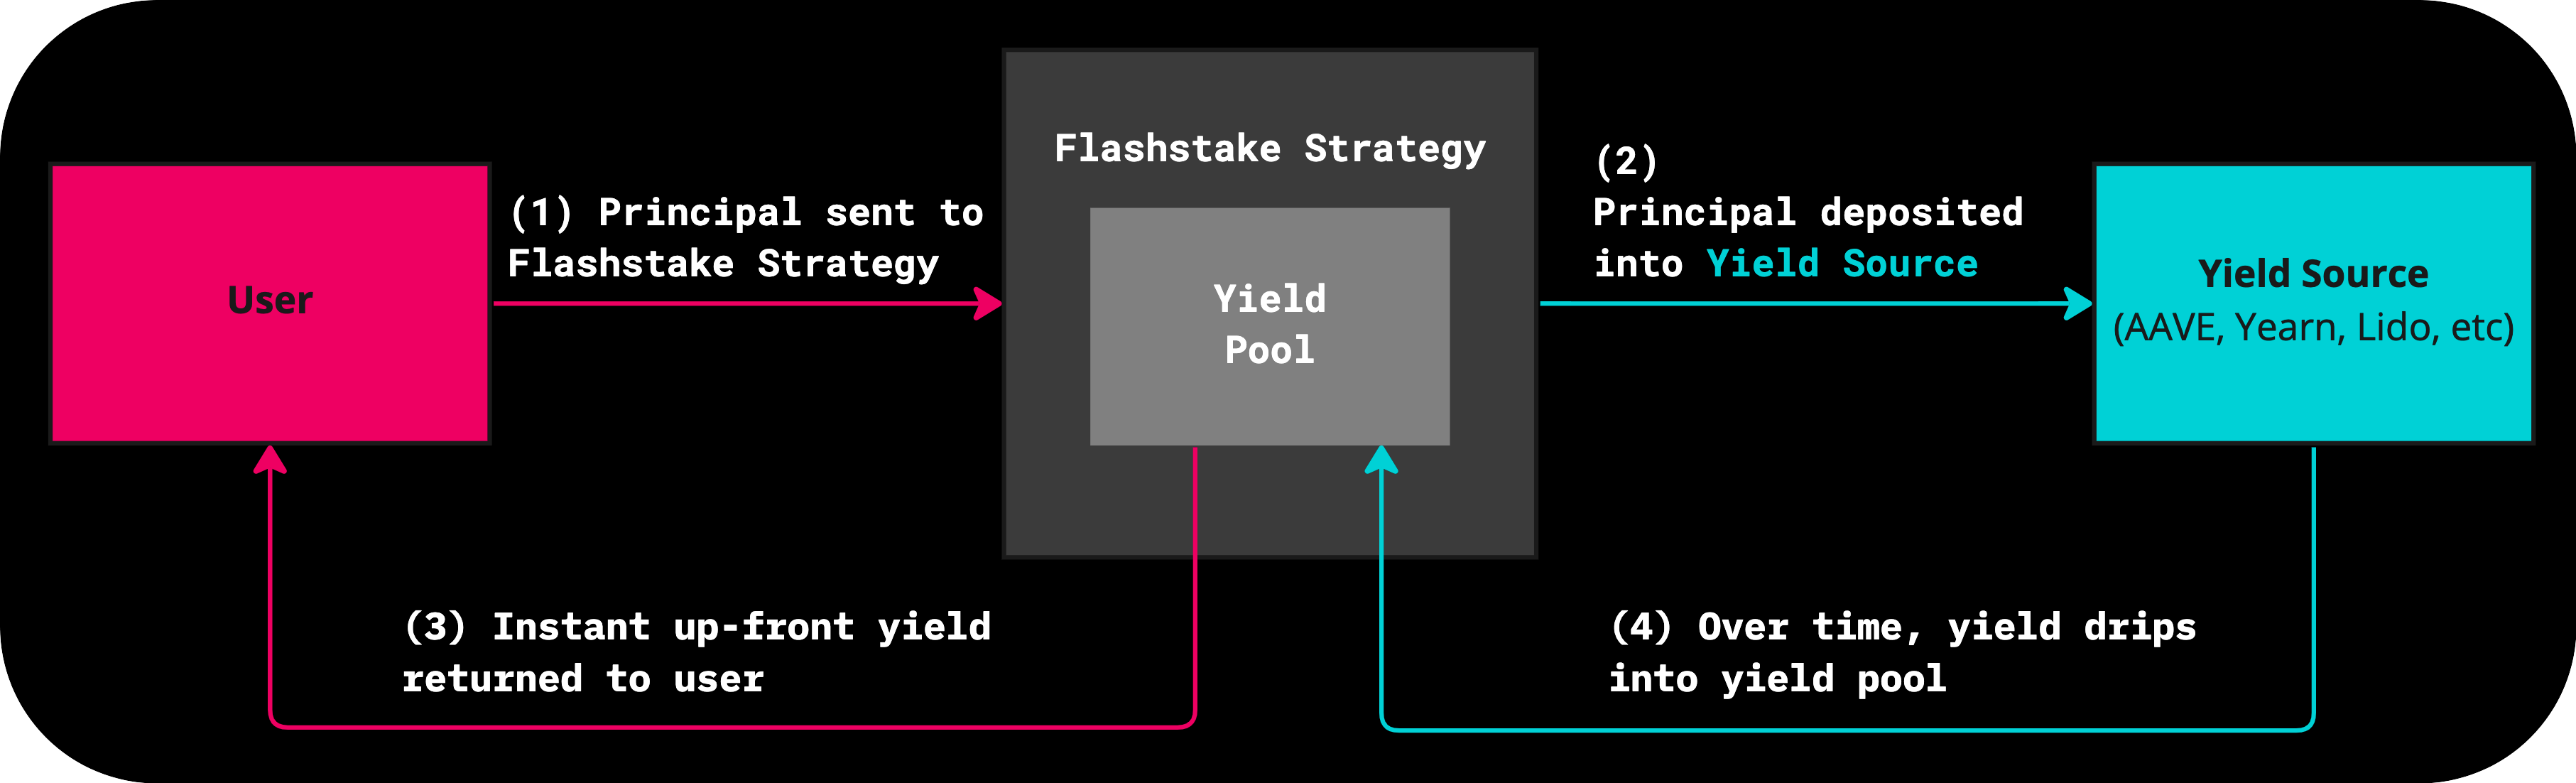 User
(1) Principal sent to
Flashstake Strategy
Flashstake Strategy
Yield
Pool
(2)
Principal deposited
into Yield Source
Yield Source
(AAVE, Yearn, Lido, etc)
(3) Instant up-front yield
returned to user
(4) Over time, yield drips
into yield pool